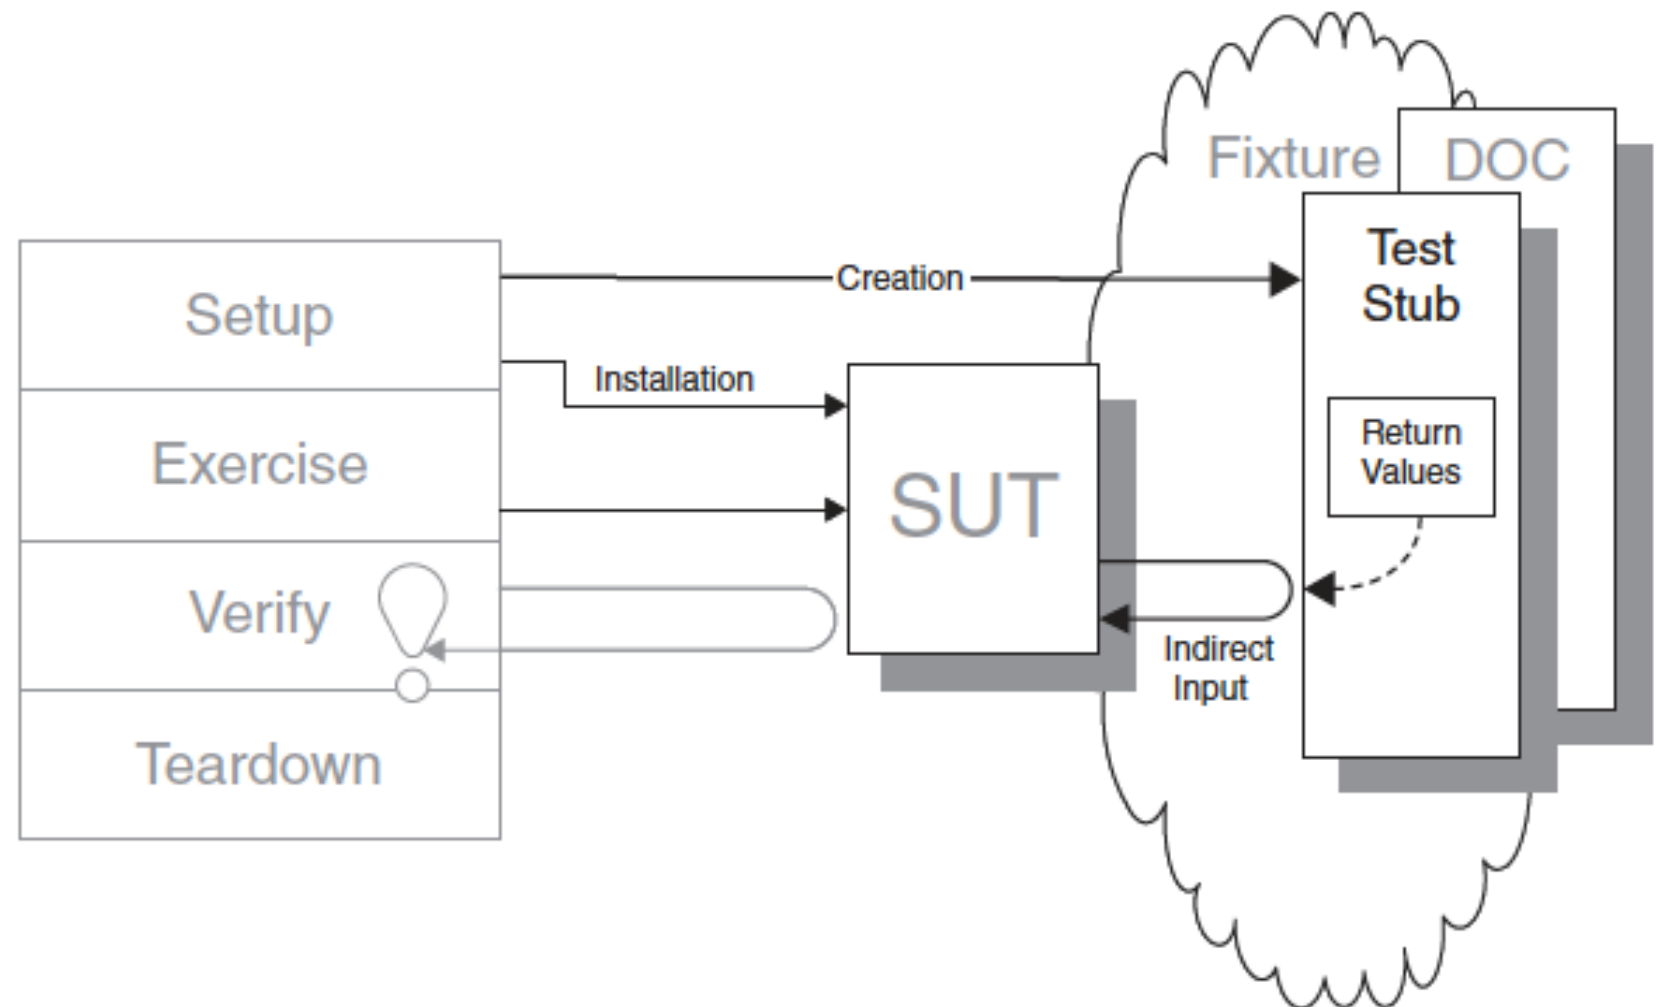 Fixture
DOC
Test
Stub
Creation
Setup
Installation
Return
Values
Exercise
SUT
Verify
Indirect
Input
Teardown